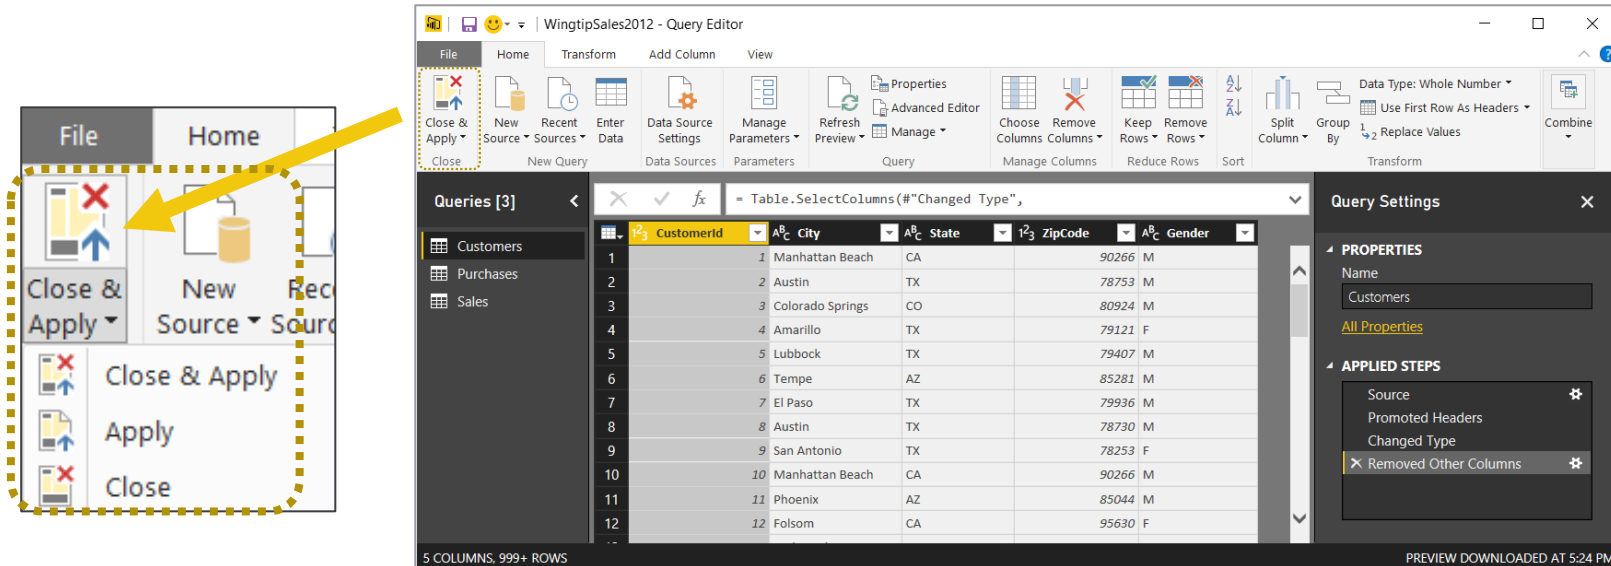 File Home
Close & Apply
New Source
Close & Apply
Apply
Close
WingtipSales2012 - Query Editor
File Home Transform Add Column View
?
Close & Apply
Close
New Source
Recent Sources
Enter Data
New Query
Data Source Settings
Data Sources
Manage Parameters
Parameters
Refresh Preview
Properties
Advanced Editor
Manage
Query
Choose Columns
Remove Columns
Manage Columns
Keep Rows
Remove Rows
Reduce Rows
Sort
Split Column
Group By
Data Type: Whole Number
Use First Row As Headers
Replace Values
Transform
Combine
Queries [3]
Customers
Purchases
Sales
fx = Table.SelectColumns(#"Changed Type",
123 CustomerId ABC City ABC State 123 ZipCode ABC Gender
1 1 Manhattan Beach CA 90266 M
2 2 Austin TX 78753 M
3 3 Colorado Springs CO 80924 M
4 4 Amarillo TX 79121 F
5 5 Lubbock TX 79407 M
6 6 Tempe AZ 85281 M
7 7 El Paso TX 79936 M
8 8 Austin TX 78730 M
9 9 San Antonio TX 78253 F
10 10 Manhattan Beach CA 90266 M
11 11 Phoenix AZ 85044 M
12 12 Folsom CA 95630 F
Query Settings
PROPERTIES
Name
Customers
All Properties
APPLIED STEPS
Source
Promoted Headers
Changed Type
Removed Other Columns
5 COLUMNS, 999+ ROWS
PREVIEW DOWNLOADED AT 5:24 PM